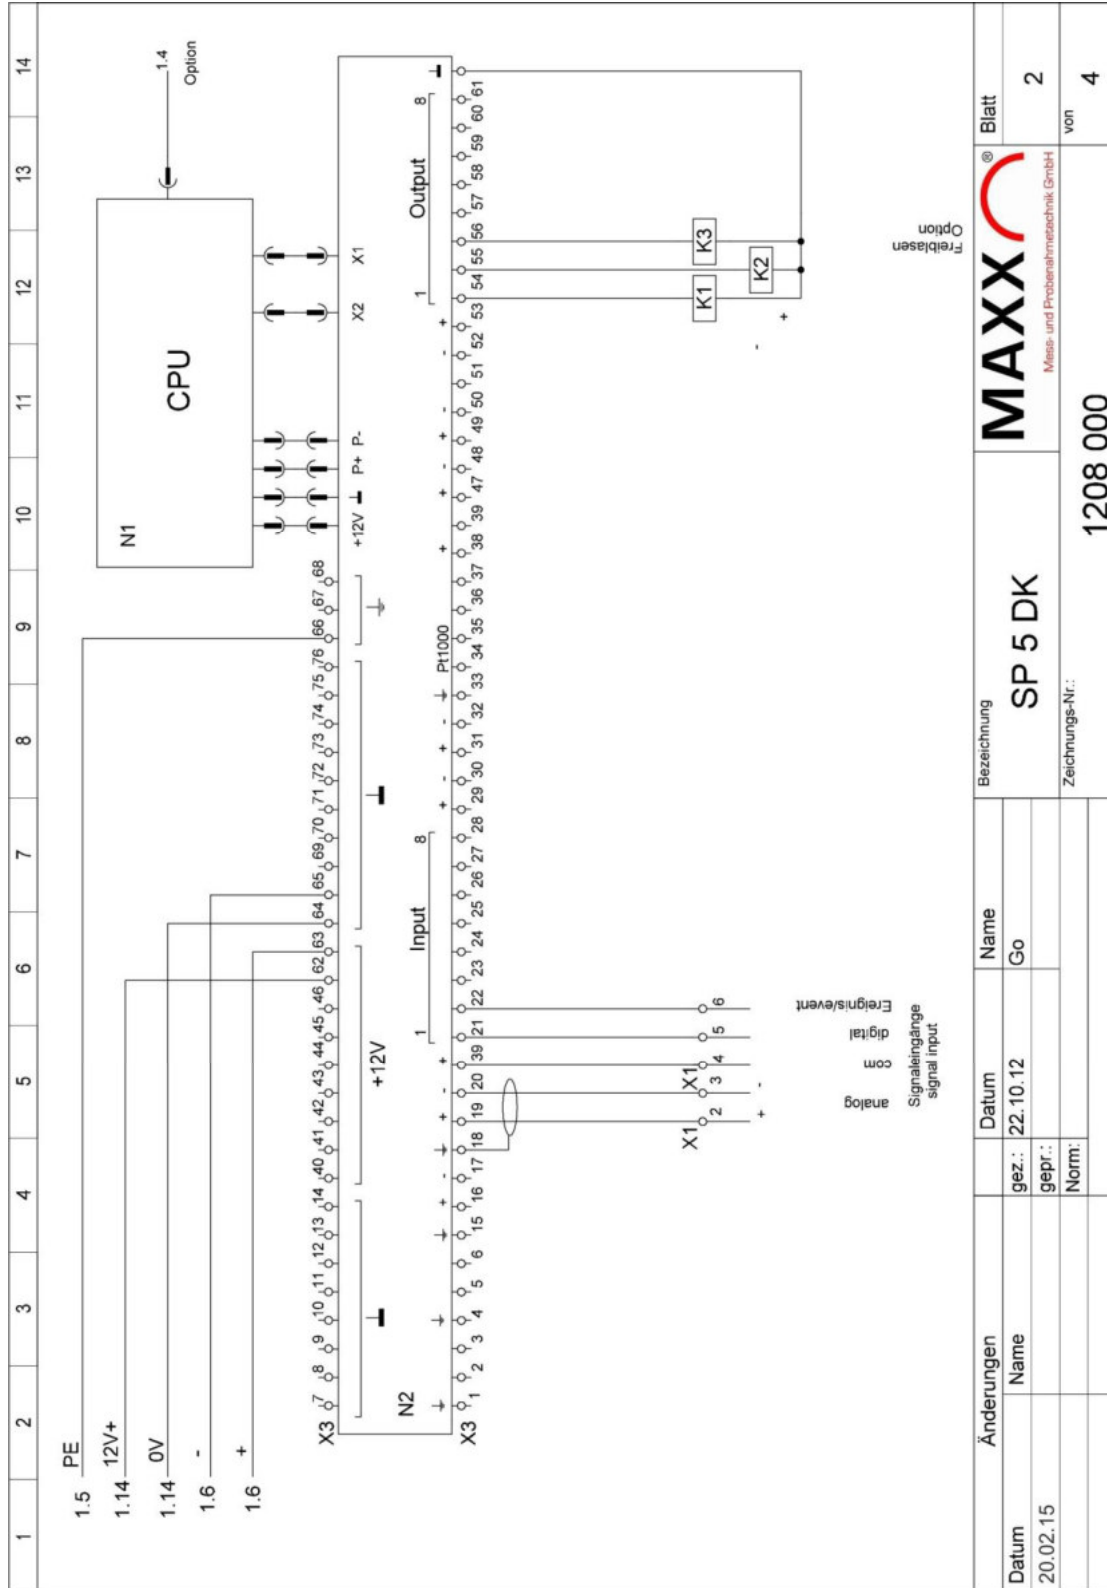 1 2 3 4 5 6 7 8 9 10 11 12 13 14
1.5 PE
1.14 12V+
1.14 0V
1.6 -
1.6 +
N1
CPU
1.4
Option
+12V P+ P- X2 X1
X3 7 8 9 10 11 12 13 14 40 41 42 43 44 45 46 62 63 64 65 69 70 71 72 73 74 75 76 66 67 68
+12V
N2
Input
1 8
Pt1000
Output
1 8
+ - + - + - + - + + - + - - +
X3 1 2 3 4 5 6 15 16 17 18 19 20 39 21 22 23 24 25 26 27 28 29 30 31 32 33 34 35 36 37 38 39 47 48 49 50 51 52 53 54 55 56 57 58 59 60 61
K1 K2 K3
- +
X1 2 X1 3 4 5 6
+ -
analog
com
digital
Ereignis/event
Signaleingänge
signal input
Freiblasen
Option
Änderungen
Datum Name
20.02.15
Datum Name
gez.: 22.10.12 Go
gepr.:
Norm:
Bezeichnung
SP 5 DK
Zeichnungs-Nr.:
1208 000
MAXX ®
Mess- und Probenahmetechnik GmbH
Blatt
2
von
4